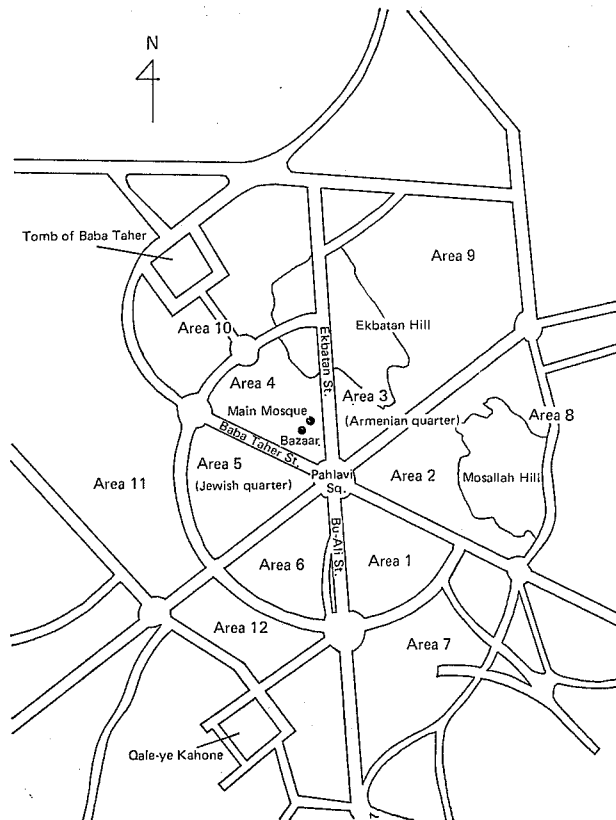 N
Tomb of Baba Taher
Area 9
Area 10
Ekbatan Hill
Ekbatan St.
Area 4
Area 3
(Armenian quarter)
Main Mosque
Bazaar
Baba Taher St.
Area 8
Area 5
(Jewish quarter)
Pahlavi
Sq.
Area 2
Mosallah Hill
Area 11
Bu-Ali St.
Area 6
Area 1
Area 12
Area 7
Qale-ye Kahone